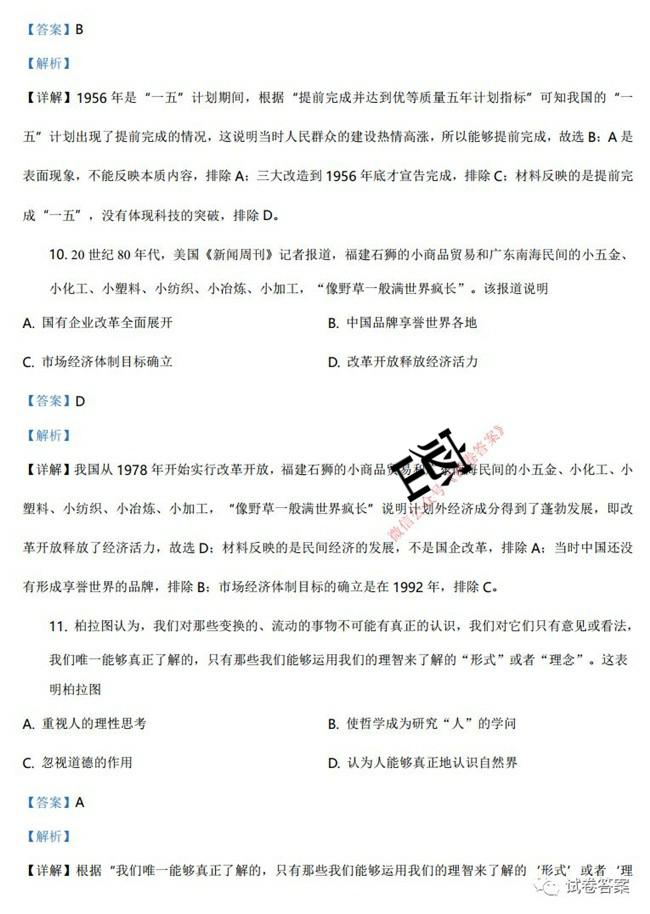 【答案】B
【解析】
【详解】1956 年是“一五”计划期间，根据“提前完成并达到优等质量五年计划指标”可知我国的“一
五”计划出现了提前完成的情况，这说明当时人民群众的建设热情高涨，所以能够提前完成，故选 B；A 是
表面现象，不能反映本质内容，排除 A；三大改造到 1956 年底才宣告完成，排除 C；材料反映的是提前完
成“一五”，没有体现科技的突破，排除 D。
10. 20 世纪 80 年代，美国《新闻周刊》记者报道，福建石狮的小商品贸易和广东南海民间的小五金、
小化工、小塑料、小纺织、小冶炼、小加工，“像野草一般满世界疯长”。该报道说明
A. 国有企业改革全面展开 B. 中国品牌享誉世界各地
C. 市场经济体制目标确立 D. 改革开放释放经济活力
【答案】D
【解析】
【详解】我国从 1978 年开始实行改革开放，福建石狮的小商品贸易和广东南海民间的小五金、小化工、小
塑料、小纺织、小冶炼、小加工，“像野草一般满世界疯长”说明计划外经济成分得到了蓬勃发展，即改
革开放释放了经济活力，故选 D；材料反映的是民间经济的发展，不是国企改革，排除 A；当时中国还没
有形成享誉世界的品牌，排除 B；市场经济体制目标的确立是在 1992 年，排除 C。
11. 柏拉图认为，我们对那些变换的、流动的事物不可能有真正的认识，我们对它们只有意见或看法，
我们唯一能够真正了解的，只有那些我们能够运用我们的理智来了解的“形式”或者“理念”。这表
明柏拉图
A. 重视人的理性思考 B. 使哲学成为研究“人”的学问
C. 忽视道德的作用 D. 认为人能够真正地认识自然界
【答案】A
【解析】
【详解】根据“我们唯一能够真正了解的，只有那些我们能够运用我们的理智来了解的‘形式’或者‘理
试卷答案